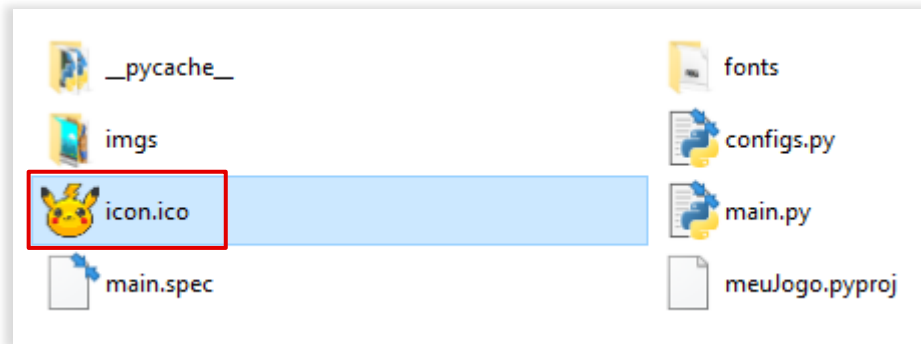 __pycache__
fonts
imgs
configs.py
icon.ico
main.py
main.spec
meuJogo.pyproj